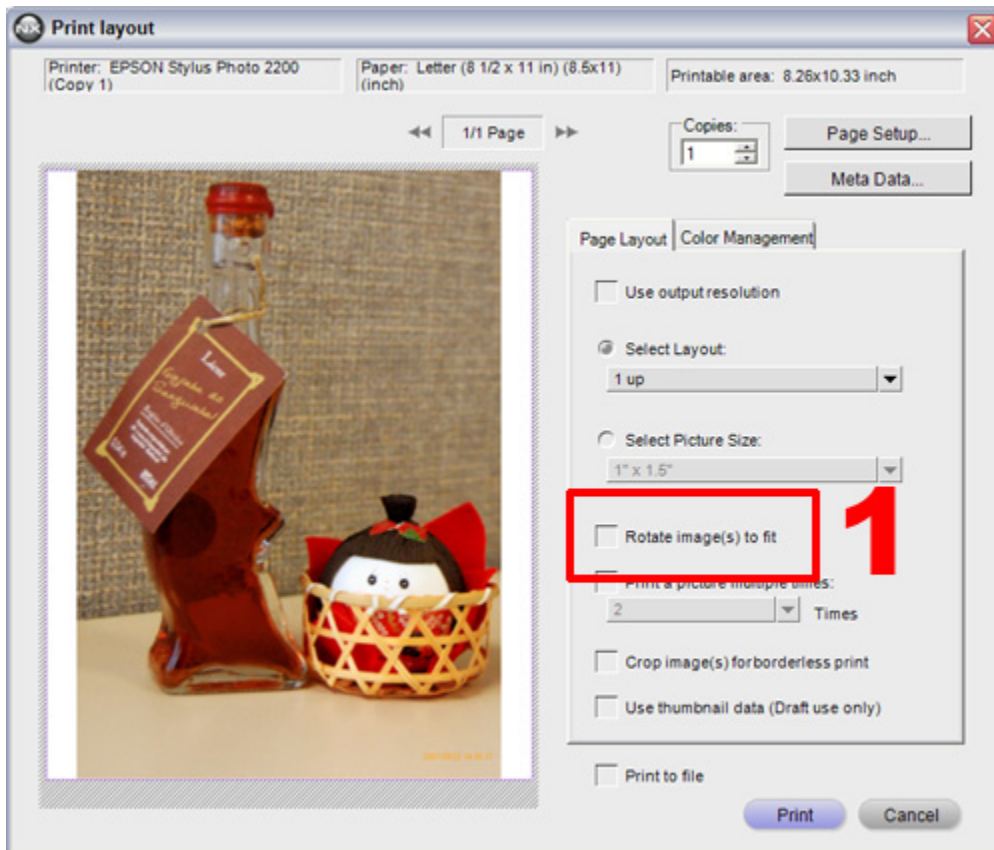 Print layout
Printer: EPSON Stylus Photo 2200
(Copy 1)
Paper: Letter (8 1/2 x 11 in) (8.5x11)
(inch)
Printable area: 8.26x10.33 inch
1/1 Page
Copies:
1
Page Setup...
Meta Data...
Page Layout
Color Management
Use output resolution
Select Layout:
1 up
Select Picture Size:
1" x 1.5"
Rotate image(s) to fit
1
Print a picture multiple times:
2
Times
Crop image(s) for borderless print
Use thumbnail data (Draft use only)
Print to file
Print
Cancel